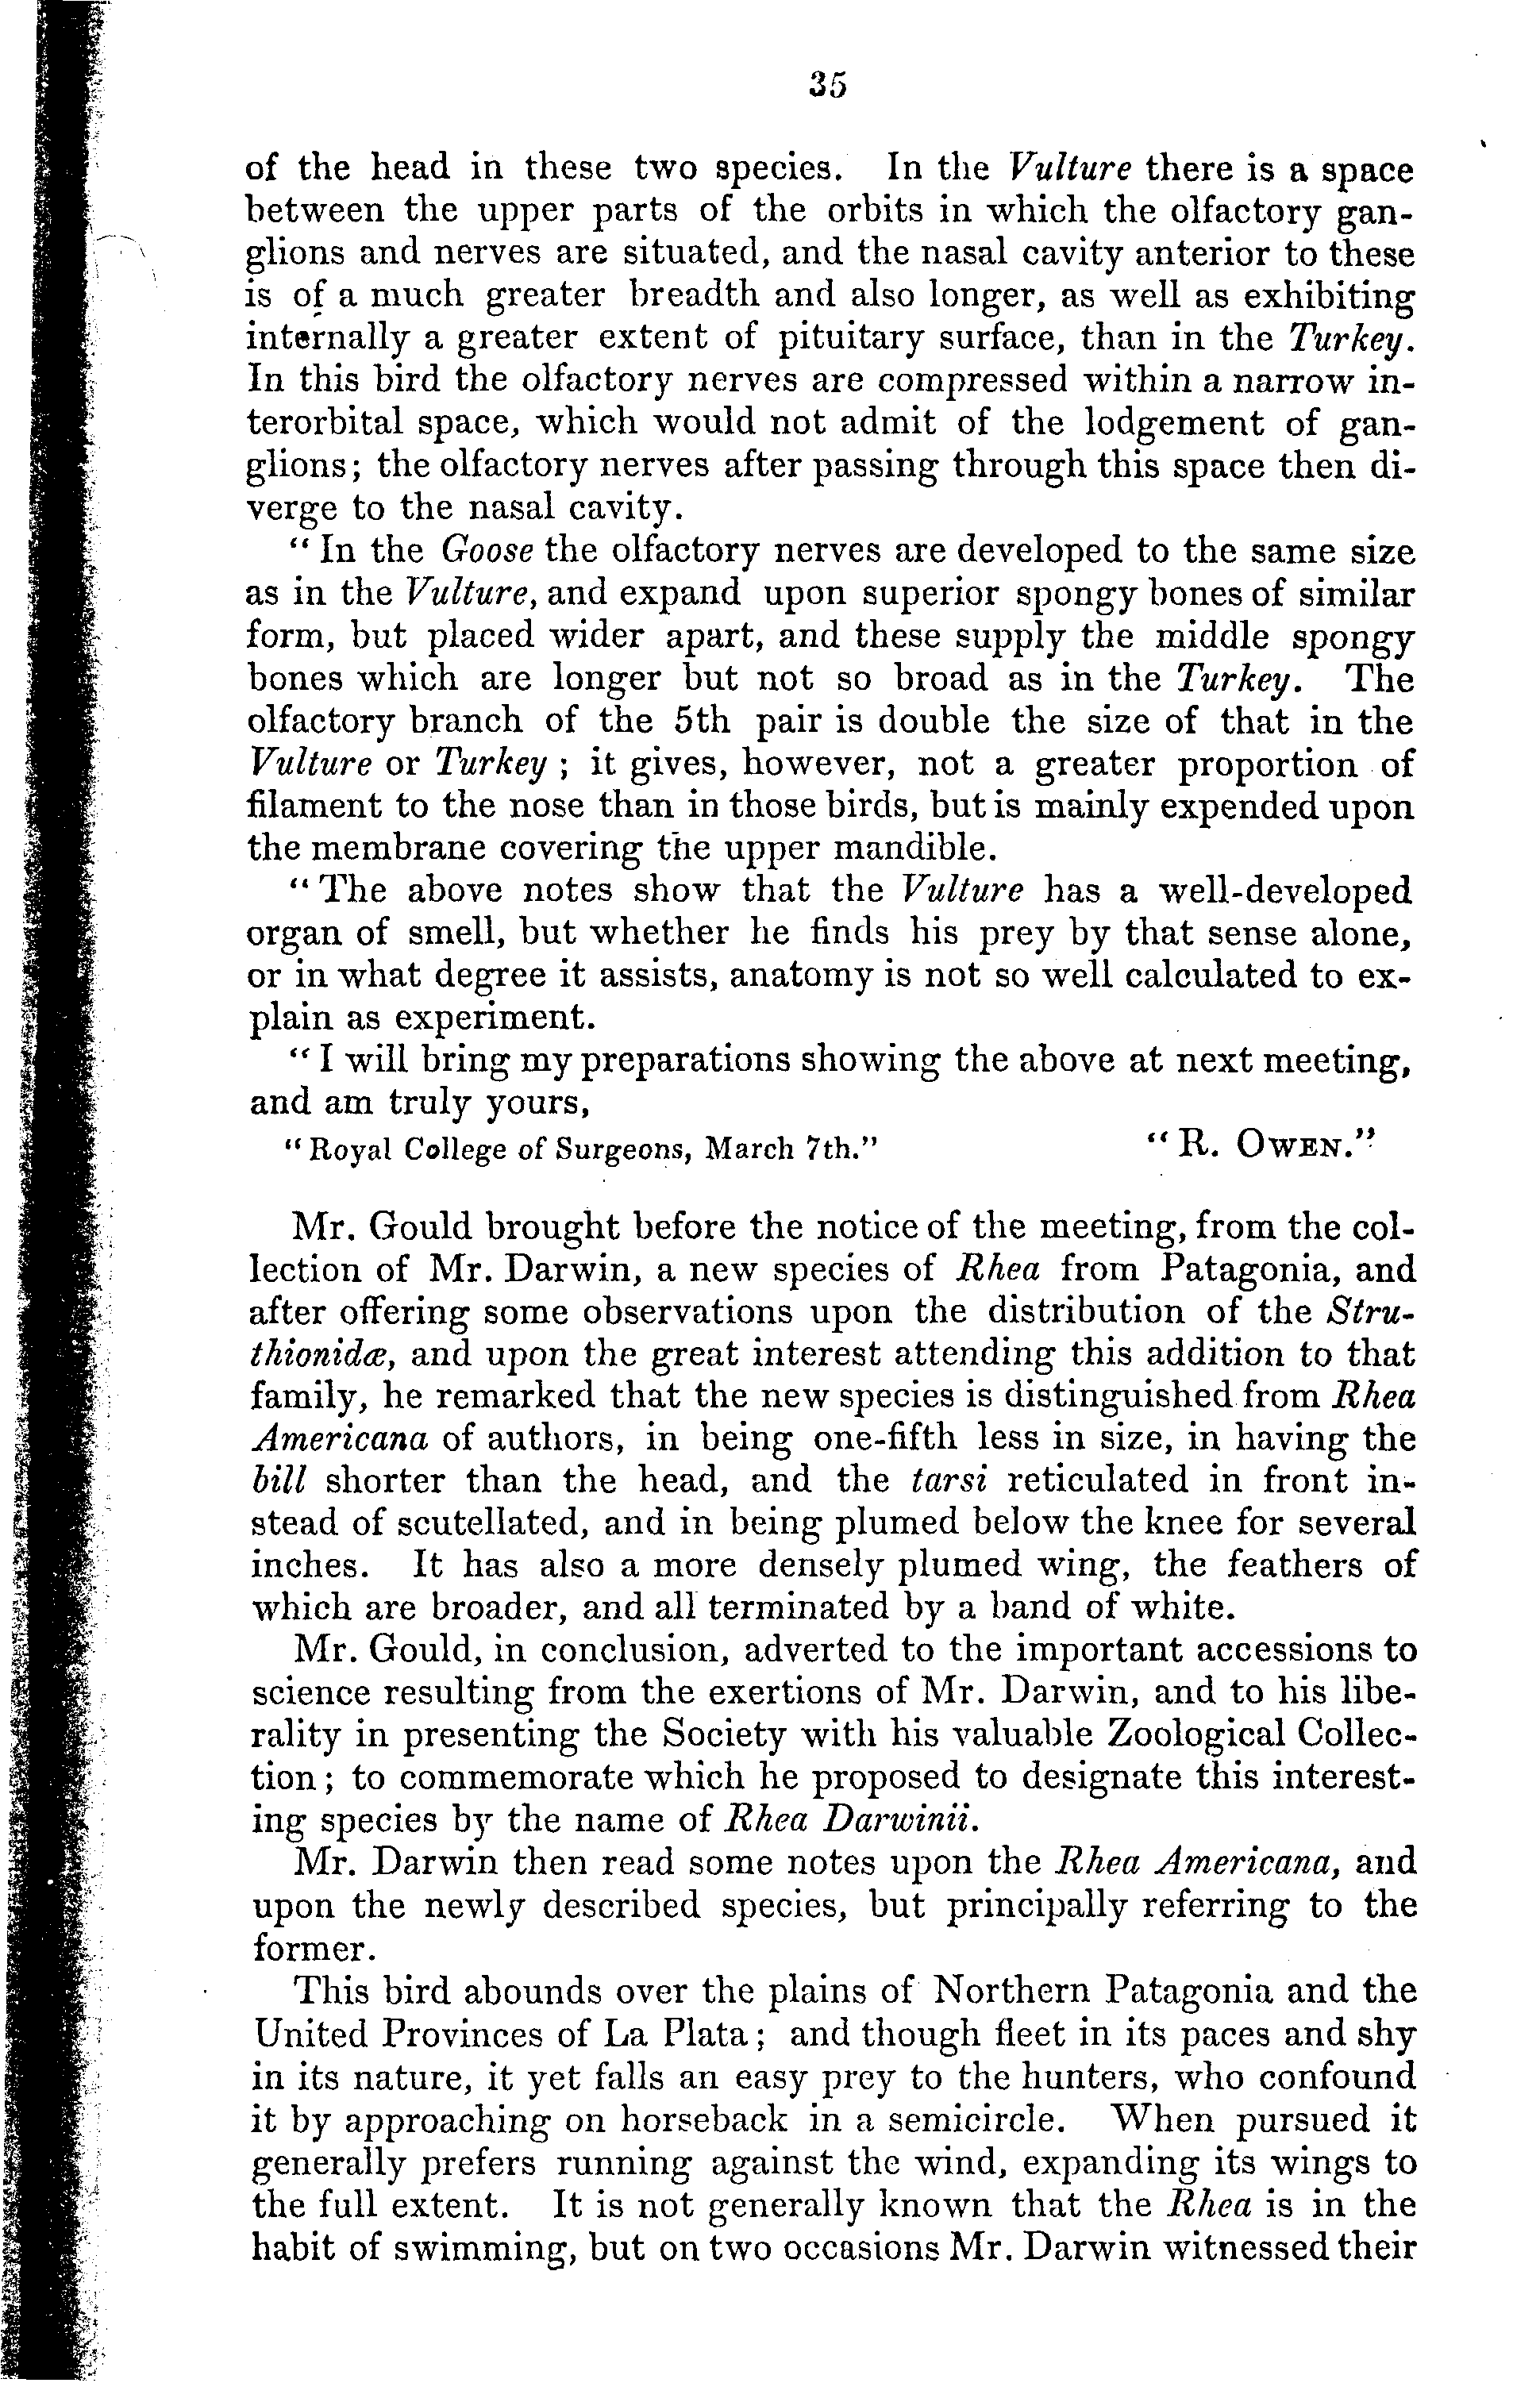 35
of the head in these two species. In the Vulture there is a space
between the upper parts of the orbits in which the olfactory gan-
glions and nerves are situated, and the nasal cavity anterior to these
is of a much greater breadth and also longer, as well as exhibiting
internally a greater extent of pituitary surface, than in the Turkey.
In this bird the olfactory nerves are compressed within a narrow in-
terorbital space, which would not admit of the lodgement of gan-
glions; the olfactory nerves after passing through this space then di-
verge to the nasal cavity.
"In the Goose the olfactory nerves are developed to the same size
as in the Vulture, and expand upon superior spongy bones of similar
form, but placed wider apart, and these supply the middle spongy
bones which are longer but not so broad as in the Turkey. The
olfactory branch of the 5th pair is double the size of that in the
Vulture or Turkey; it gives, however, not a greater proportion of
filament to the nose than in those birds, but is mainly expended upon
the membrane covering the upper mandible.
"The above notes show that the Vulture has a well-developed
organ of smell, but whether he finds his prey by that sense alone,
or in what degree it assists, anatomy is not so well calculated to ex-
plain as experiment.
"I will bring my preparations showing the above at next meeting,
and am truly yours,
"Royal College of Surgeons, March 7th." "R. OWEN."
Mr. Gould brought before the notice of the meeting, from the col-
lection of Mr. Darwin, a new species of Rhea from Patagonia, and
after offering some observations upon the distribution of the Stru-
thionidæ, and upon the great interest attending this addition to that
family, he remarked that the new species is distinguished from Rhea
Americana of authors, in being one-fifth less in size, in having the
bill shorter than the head, and the tarsi reticulated in front in-
stead of scutellated, and in being plumed below the knee for several
inches. It has also a more densely plumed wing, the feathers of
which are broader, and all terminated by a band of white.
Mr. Gould, in conclusion, adverted to the important accessions to
science resulting from the exertions of Mr. Darwin, and to his libe-
rality in presenting the Society with his valuable Zoological Collec-
tion; to commemorate which he proposed to designate this interest-
ing species by the name of Rhea Darwinii.
Mr. Darwin then read some notes upon the Rhea Americana, and
upon the newly described species, but principally referring to the
former.
This bird abounds over the plains of Northern Patagonia and the
United Provinces of La Plata; and though fleet in its paces and shy
in its nature, it yet falls an easy prey to the hunters, who confound
it by approaching on horseback in a semicircle. When pursued it
generally prefers running against the wind, expanding its wings to
the full extent. It is not generally known that the Rhea is in the
habit of swimming, but on two occasions Mr. Darwin witnessed their